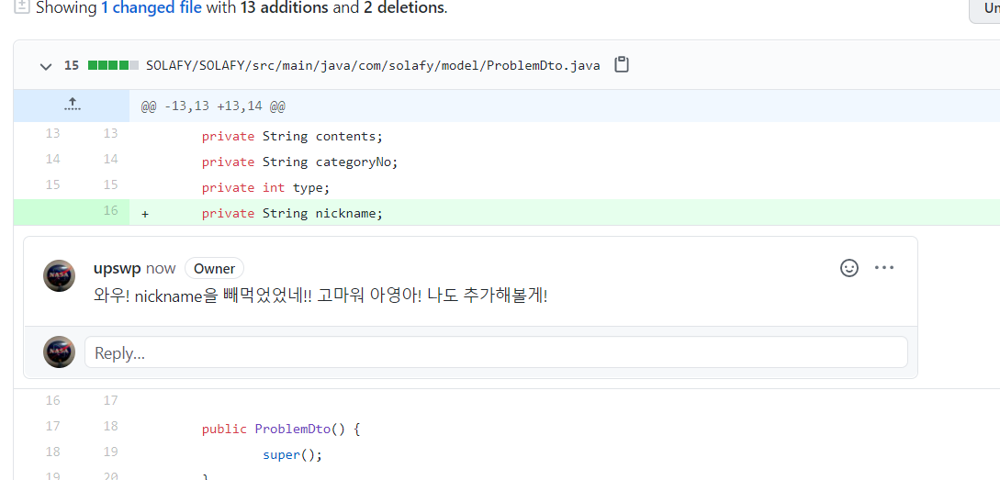 Showing 1 changed file with 13 additions and 2 deletions.
Un
15 SOLAFY/SOLAFY/src/main/java/com/solafy/model/ProblemDto.java
@@ -13,13 +13,14 @@
13 13 private String contents;
14 14 private String categoryNo;
15 15 private int type;
16 + private String nickname;
NASA
upswp now Owner
와우! nickname을 빼먹었었네!! 고마워 아영아! 나도 추가해볼게!
NASA
Reply...
16 17
17 18 public ProblemDto() {
18 19 super();
19 20 }